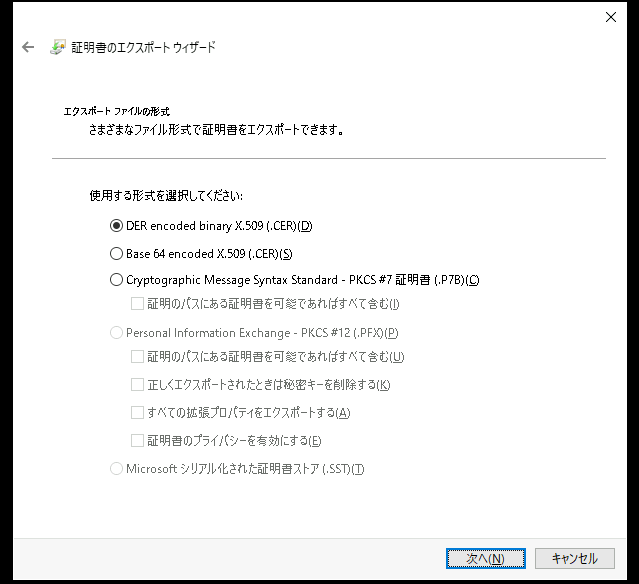 証明書のエクスポート ウィザード
エクスポート ファイルの形式
さまざまなファイル形式で証明書をエクスポートできます。
使用する形式を選択してください:
DER encoded binary X.509 (.CER)(D)
Base 64 encoded X.509 (.CER)(S)
Cryptographic Message Syntax Standard - PKCS #7 証明書 (.P7B)(C)
証明のパスにある証明書を可能であればすべて含む(I)
Personal Information Exchange - PKCS #12 (.PFX)(P)
証明のパスにある証明書を可能であればすべて含む(U)
正しくエクスポートされたときは秘密キーを削除する(K)
すべての拡張プロパティをエクスポートする(A)
証明書のプライバシーを有効にする(E)
Microsoft シリアル化された証明書ストア (.SST)(T)
次へ(N)
キャンセル